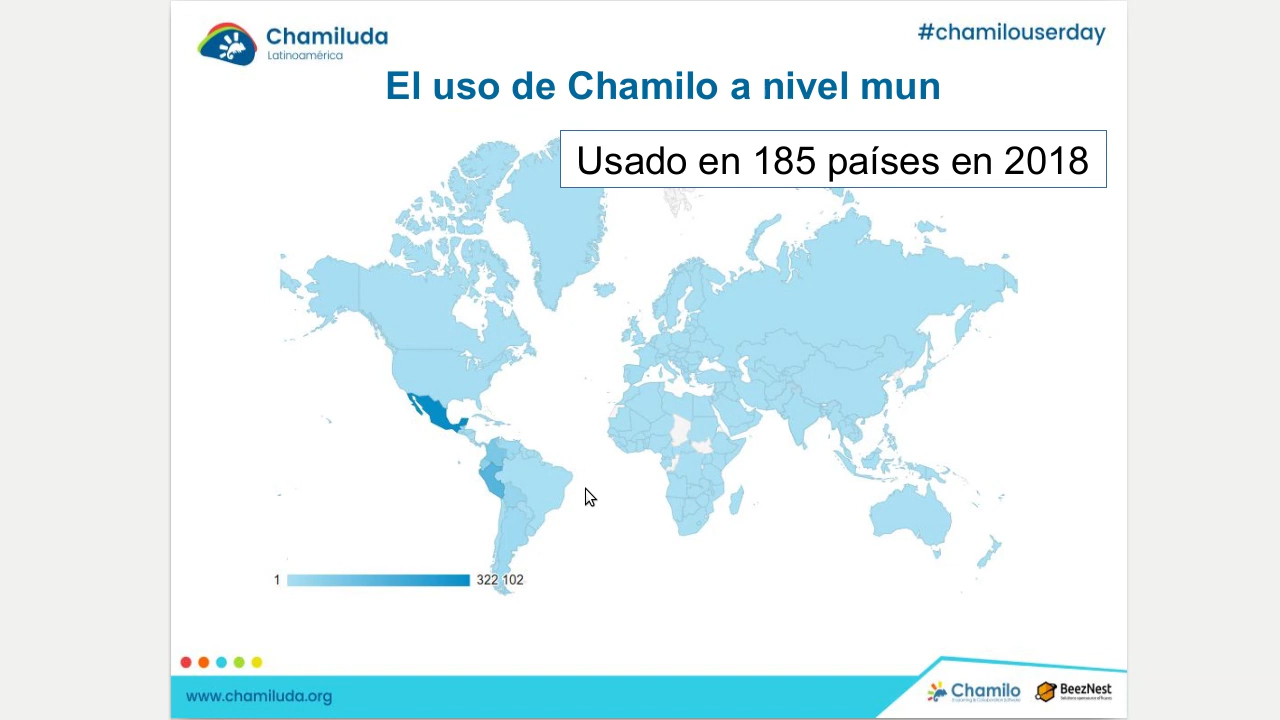 Chamiluda
Latinoamérica
#chamilouserday
El uso de Chamilo a nivel mun
Usado en 185 países en 2018
1
322 102
www.chamiluda.org
Chamilo
BeezNest